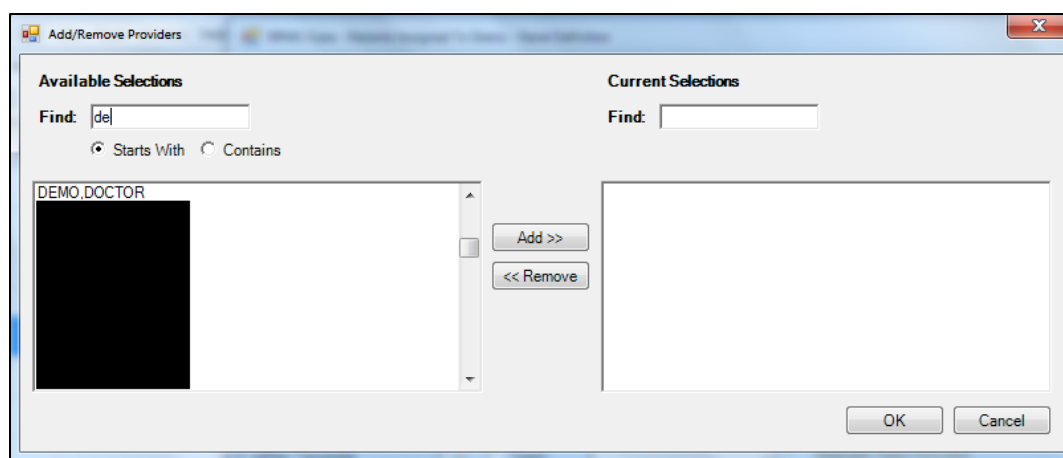 Add/Remove Providers
Available Selections
Current Selections
Find: de
Find:
Starts With Contains
DEMO,DOCTOR
Add >>
<< Remove
OK Cancel